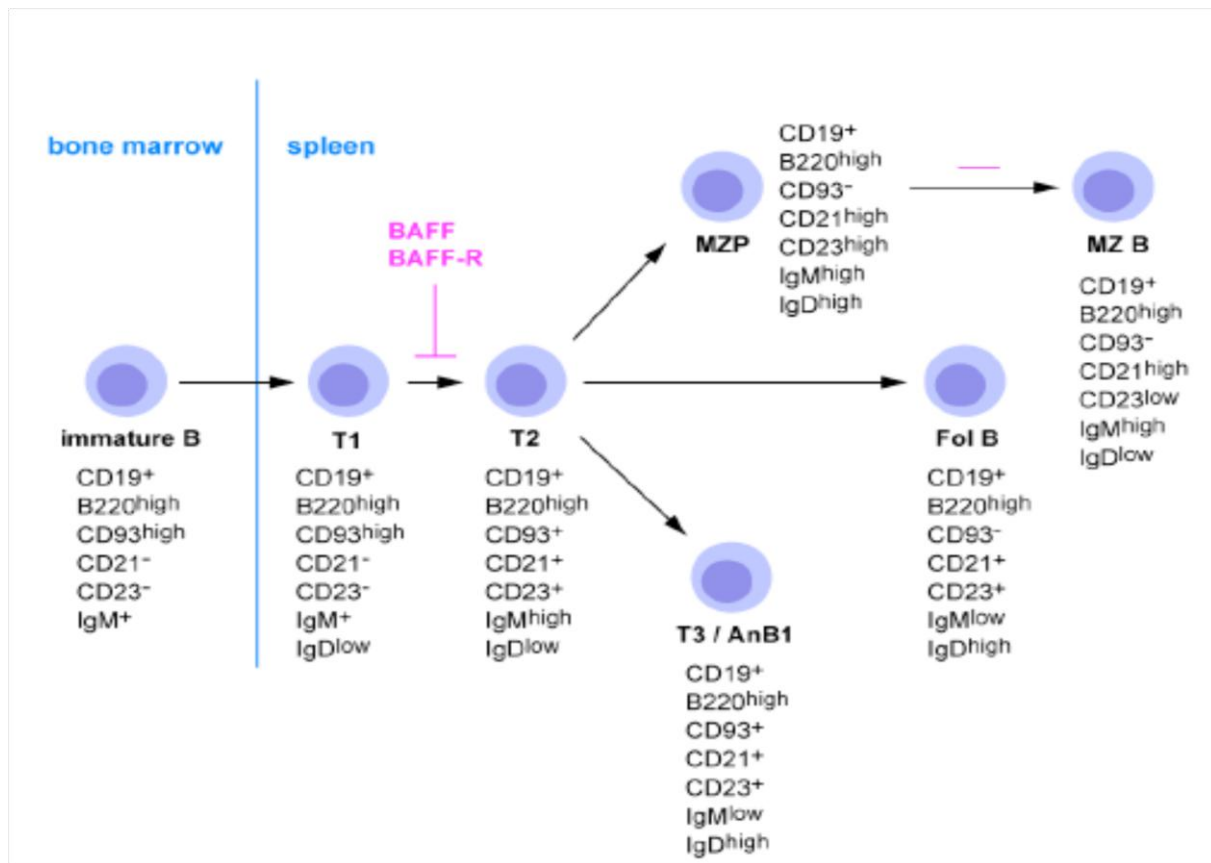 bone marrow
spleen
BAFF
BAFF-R
immature B
CD19+
B220high
CD93high
CD21-
CD23-
IgM+
T1
CD19+
B220high
CD93high
CD21-
CD23-
IgM+
IgDlow
T2
CD19+
B220high
CD93+
CD21+
CD23+
IgMhigh
IgDlow
MZP
CD19+
B220high
CD93-
CD21high
CD23high
IgMhigh
IgDhigh
MZ B
CD19+
B220high
CD93-
CD21high
CD23low
IgMhigh
IgDlow
Fol B
CD19+
B220high
CD93-
CD21+
CD23+
IgMlow
IgDhigh
T3 / AnB1
CD19+
B220high
CD93+
CD21+
CD23+
IgMlow
IgDhigh